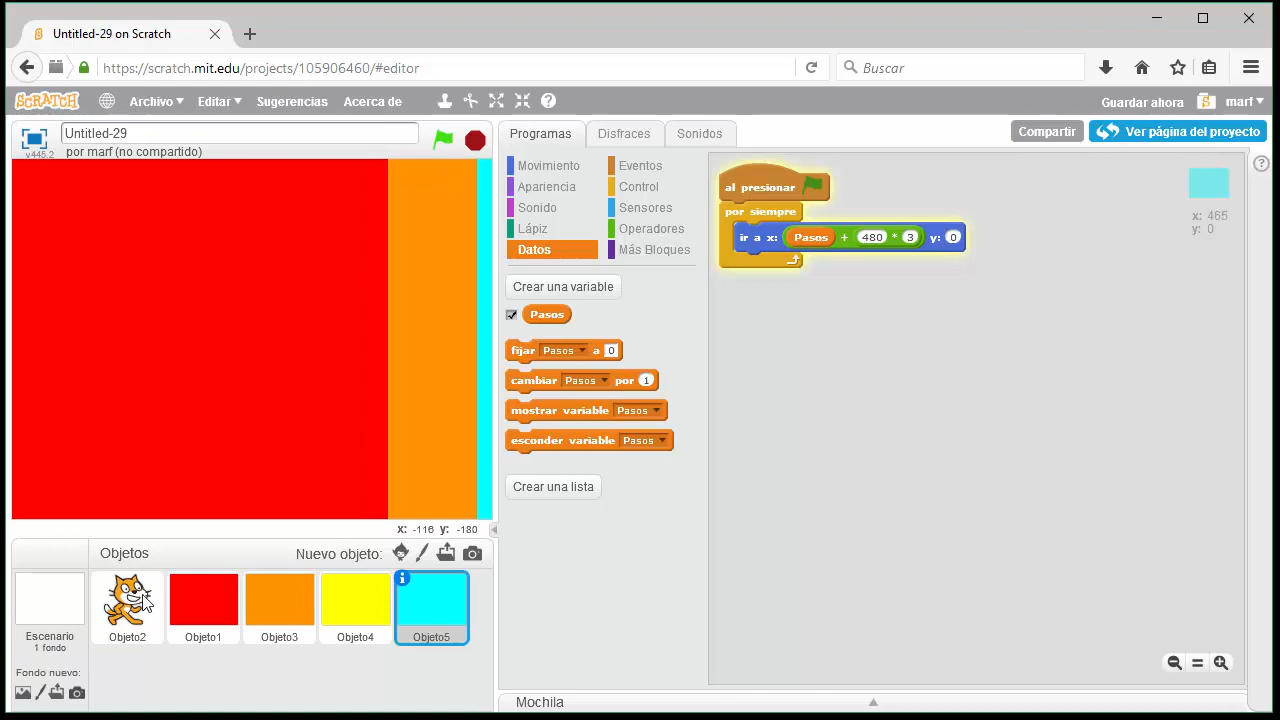 Untitled-29 on Scratch
https://scratch.mit.edu/projects/105906460/#editor
Buscar
SCRATCH
Archivo
Editar
Sugerencias
Acerca de
Guardar ahora
marf
Untitled-29
por marf (no compartido)
v445.2
Programas
Disfraces
Sonidos
Compartir
Ver página del proyecto
Movimiento
Eventos
Apariencia
Control
Sonido
Sensores
Lápiz
Operadores
Datos
Más Bloques
Crear una variable
Pasos
fijar Pasos a 0
cambiar Pasos por 1
mostrar variable Pasos
esconder variable Pasos
Crear una lista
al presionar
por siempre
ir a x: Pasos + 480 * 3 y: 0
x: 465
y: 0
x: -116 y: -180
Objetos
Nuevo objeto:
Escenario
1 fondo
Fondo nuevo:
Objeto2
Objeto1
Objeto3
Objeto4
Objeto5
Mochila